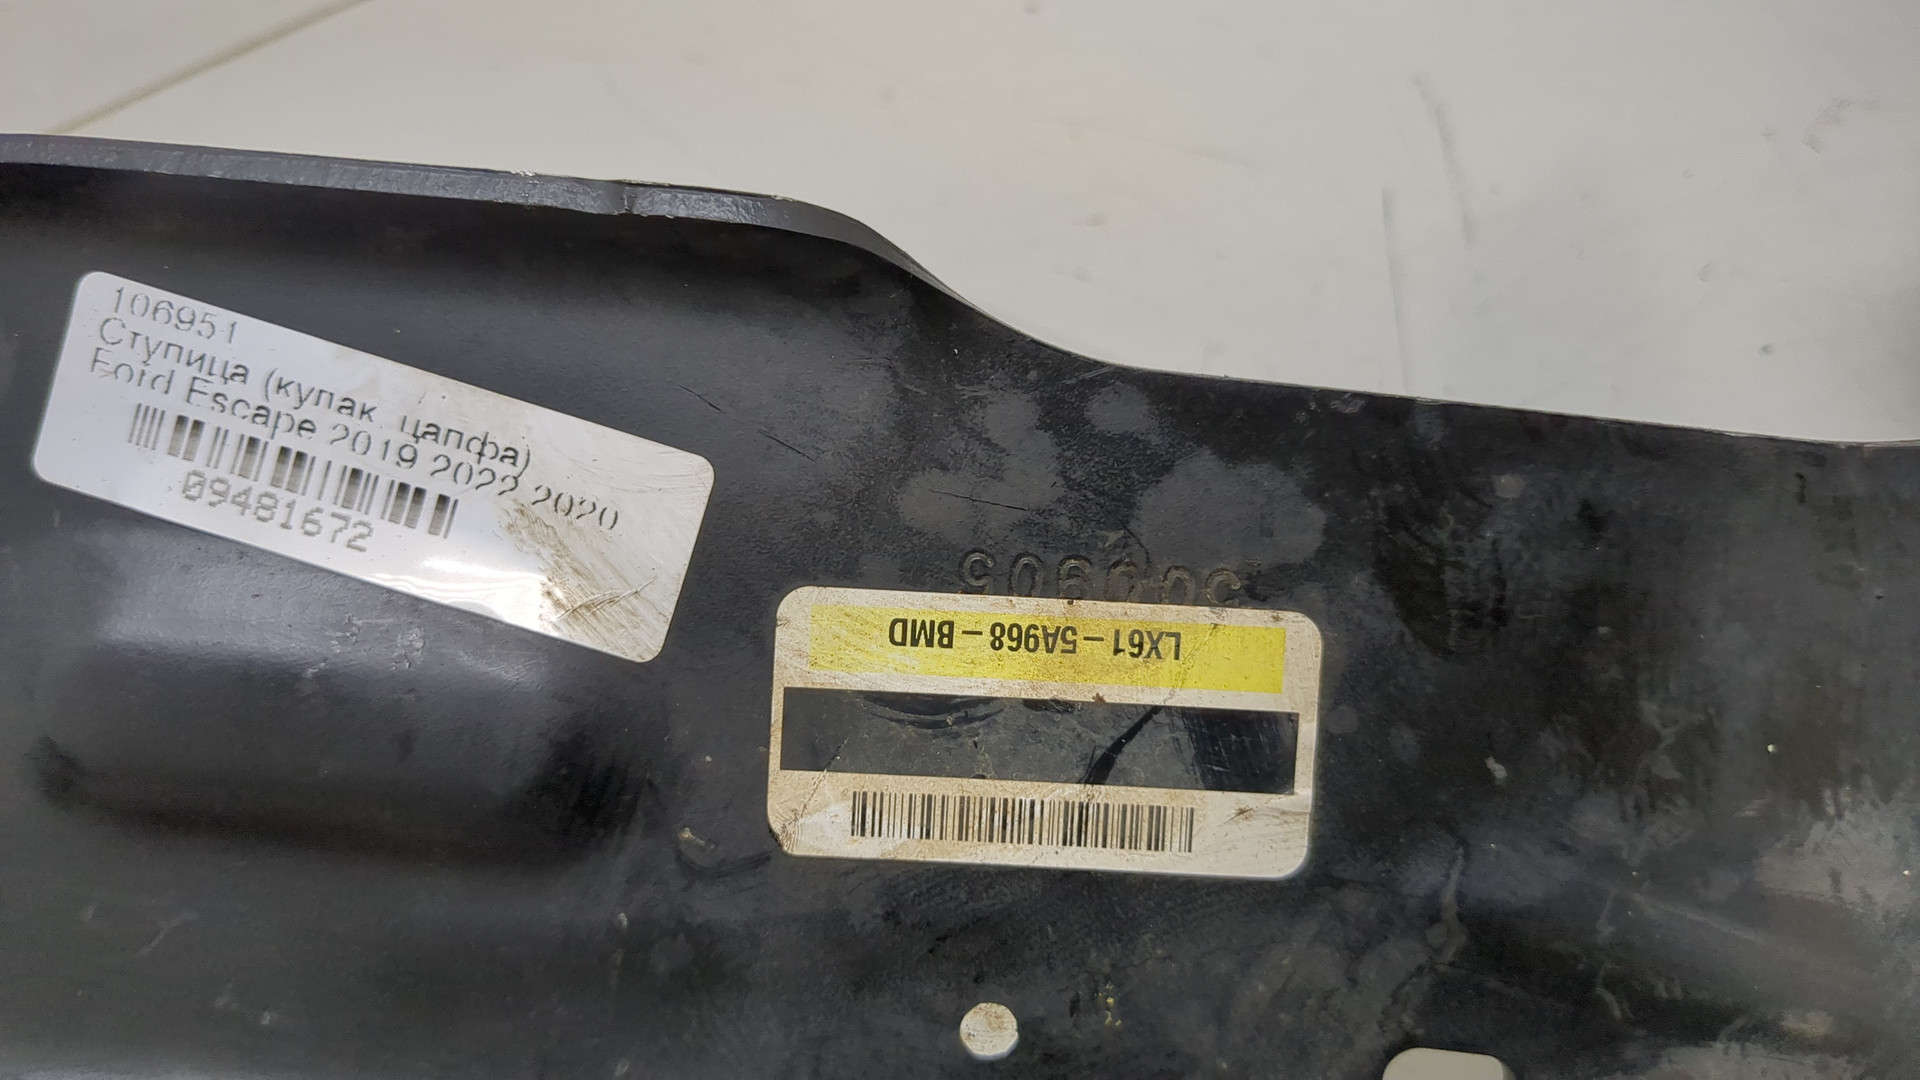 106951
Ступица (кулак цапфа)
Ford Escape 2019 2022 2020
09481672
LX61-5A968-BMD